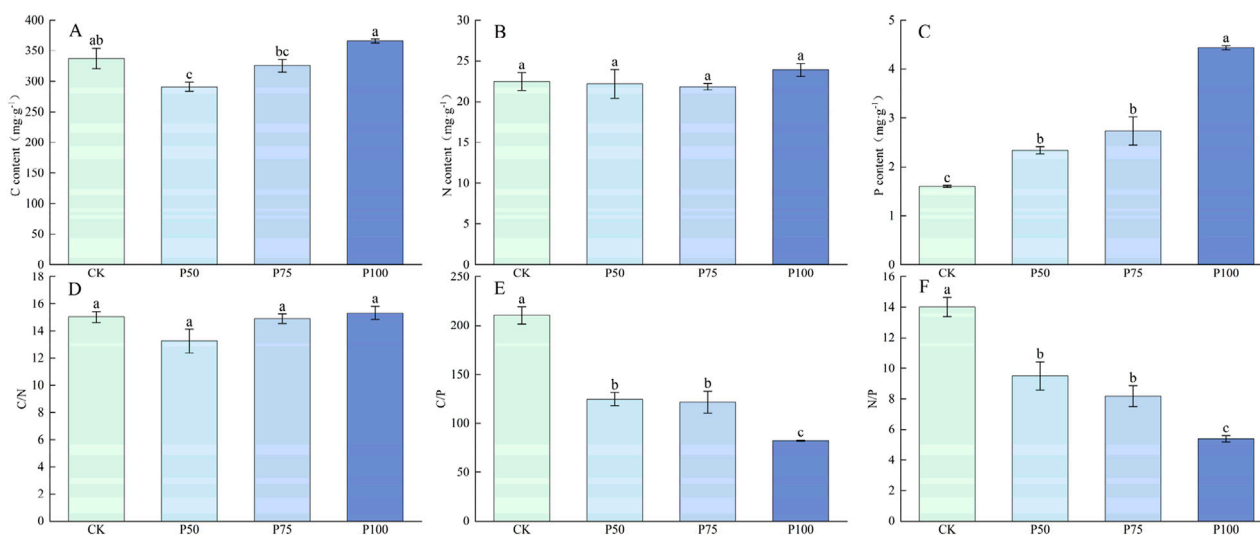 A
C content（mg·g⁻¹）
400
350
300
250
200
150
100
50
0
ab
c
bc
a
CK
P50
P75
P100
B
N content（mg·g⁻¹）
30
25
20
15
10
5
0
a
a
a
a
CK
P50
P75
P100
C
P content（mg·g⁻¹）
5
4
3
2
1
0
c
b
b
a
CK
P50
P75
P100
D
C/N
18
16
14
12
10
8
6
4
2
0
a
a
a
a
CK
P50
P75
P100
E
C/P
250
200
150
100
50
0
a
b
b
c
CK
P50
P75
P100
F
N/P
16
14
12
10
8
6
4
2
0
a
b
b
c
CK
P50
P75
P100